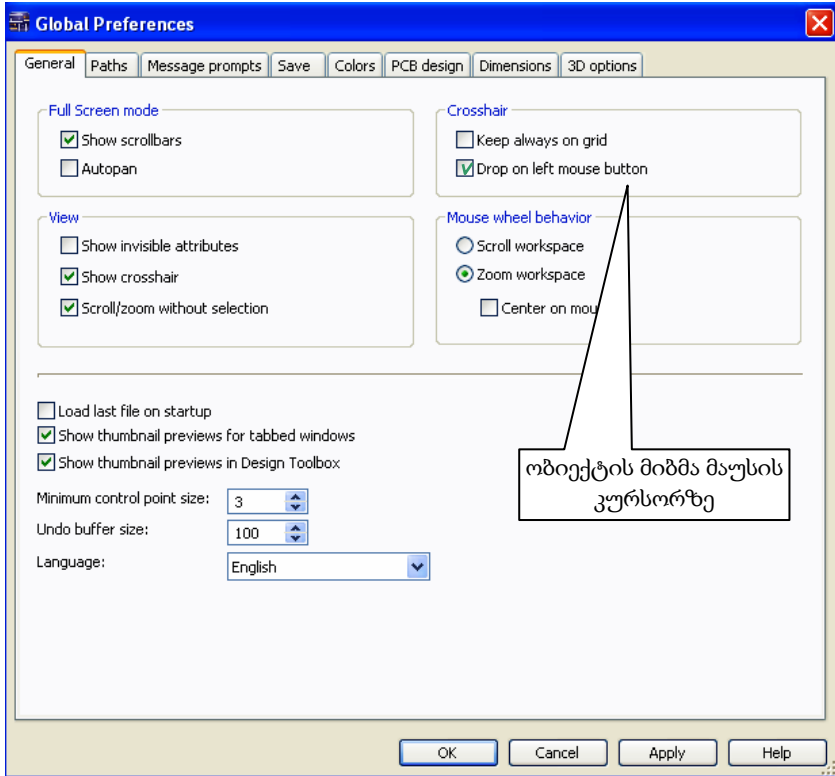 Global Preferences
General Paths Message prompts Save Colors PCB design Dimensions 3D options
Full Screen mode
Show scrollbars
Autopan
Crosshair
Keep always on grid
Drop on left mouse button
View
Show invisible attributes
Show crosshair
Scroll/zoom without selection
Mouse wheel behavior
Scroll workspace
Zoom workspace
Center on mou
Load last file on startup
Show thumbnail previews for tabbed windows
Show thumbnail previews in Design Toolbox
Minimum control point size: 3
Undo buffer size: 100
Language: English
ობიექტის მიბმა მაუსის
კურსორზე
OK Cancel Apply Help